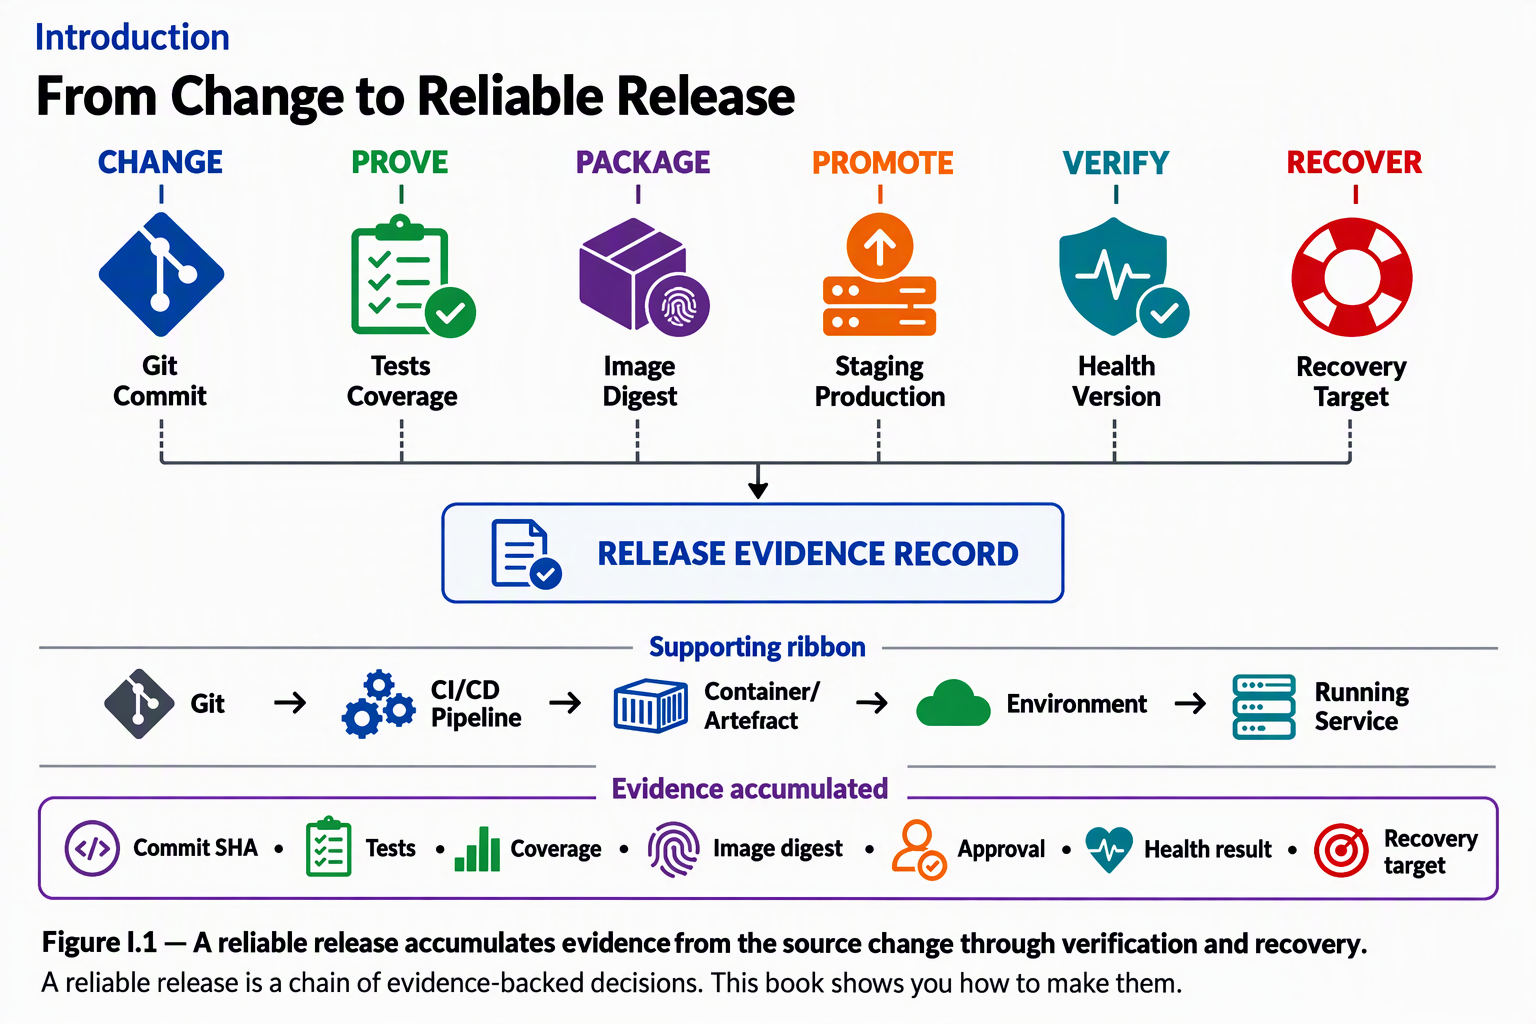 Introduction
From Change to Reliable Release
CHANGE
PROVE
PACKAGE
PROMOTE
VERIFY
RECOVER
Git
Commit
Tests
Coverage
Image
Digest
Staging
Production
Health
Version
Recovery
Target
RELEASE EVIDENCE RECORD
Supporting ribbon
Git
CI/CD
Pipeline
Container/
Artefact
Environment
Running
Service
Evidence accumulated
Commit SHA •
Tests •
Coverage •
Image digest •
Approval •
Health result •
Recovery
target
Figure I.1 — A reliable release accumulates evidence from the source change through verification and recovery.
A reliable release is a chain of evidence-backed decisions. This book shows you how to make them.